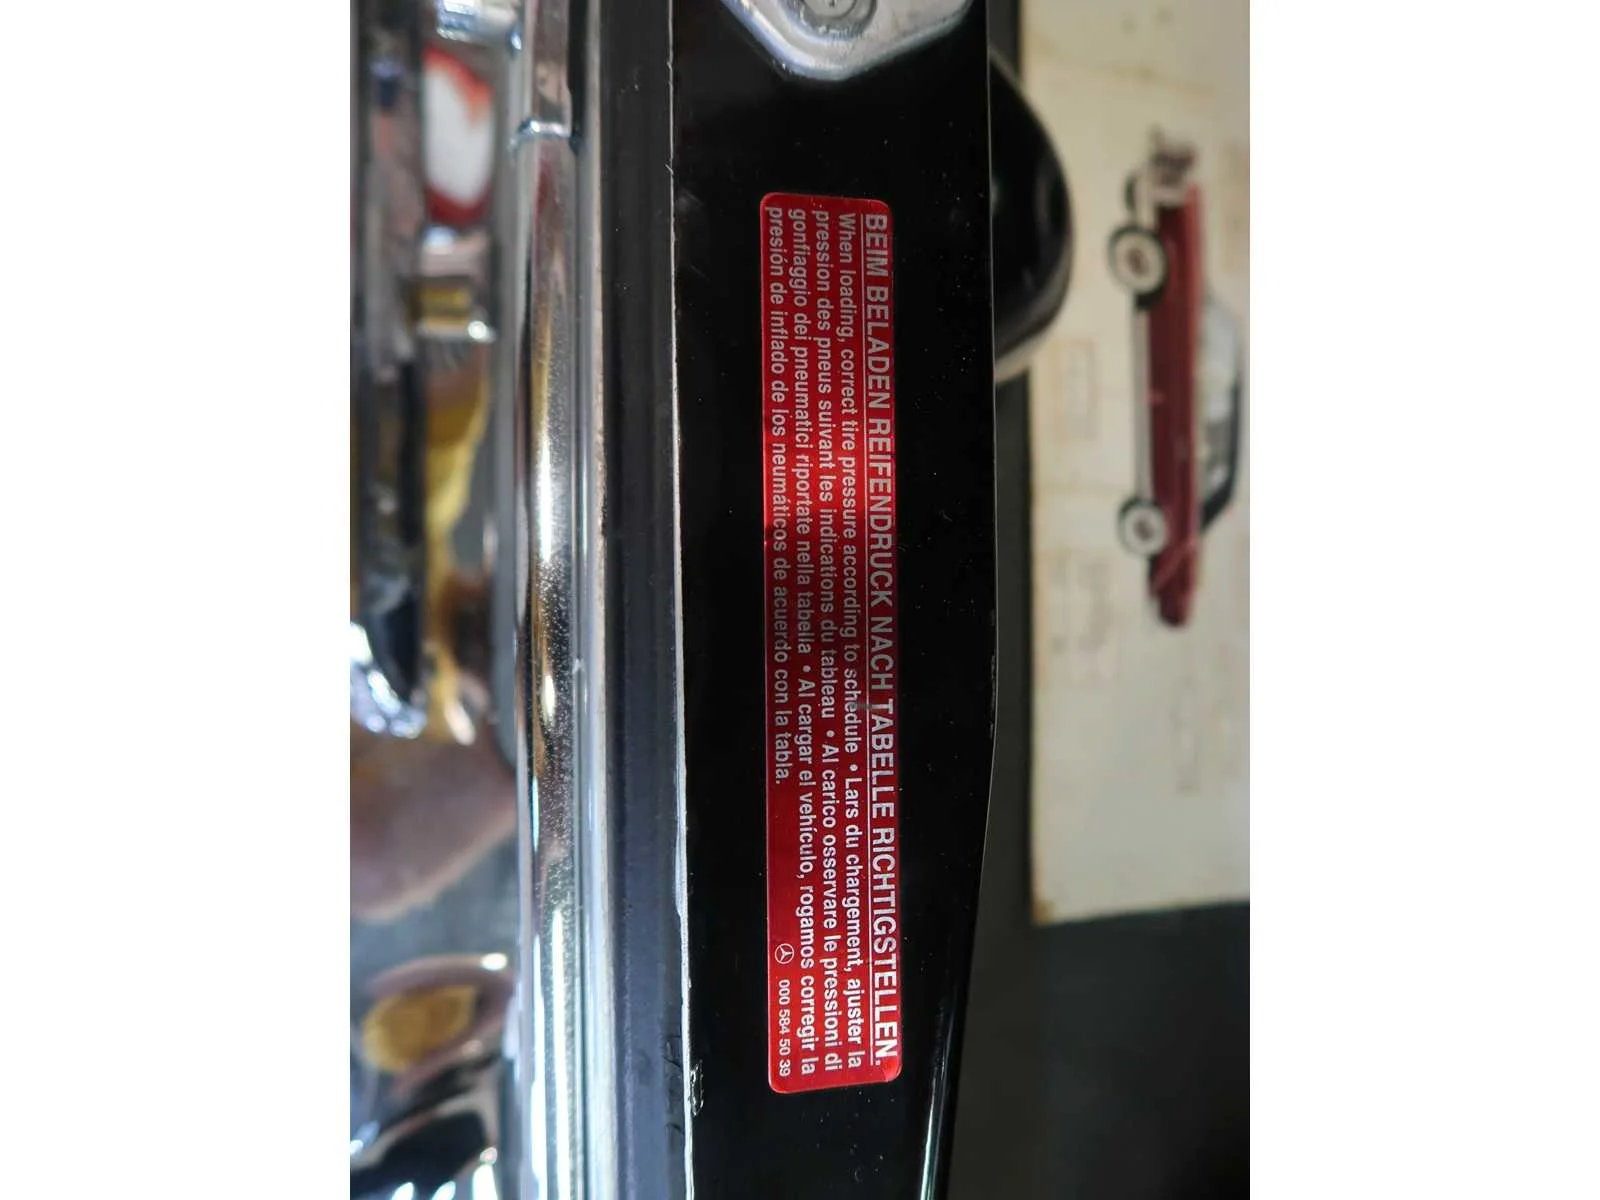 BEIM BELADEN REIFENDRUCK NACH TABELLE RICHTIGSTELLEN.
When loading, correct tire pressure according to schedule • Lars du chargement, ajuster la
pression des pneus suivant les indications du tableau • Al carico osservare le pressioni di
gonfiaggio dei pneumatici riportate nella tabella • Al cargar el vehículo, rogamos corregir la
presión de inflado de los neumáticos de acuerdo con la tabla.
000 584 50 39